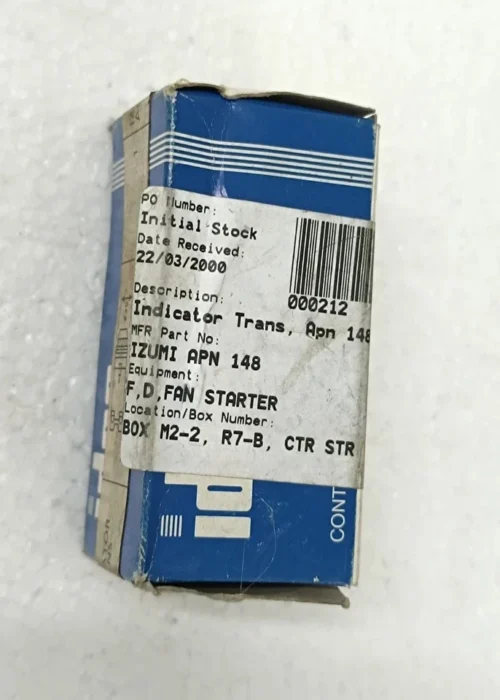 PO Number:
Initial Stock
Date Received:
22/03/2000
000212
Description:
Indicator Trans, Apn 148
MFR Part No:
IZUMI APN 148
Equipment:
F,D,FAN STARTER
Location/Box Number:
BOX M2-2, R7-B, CTR STR
pi
CONT